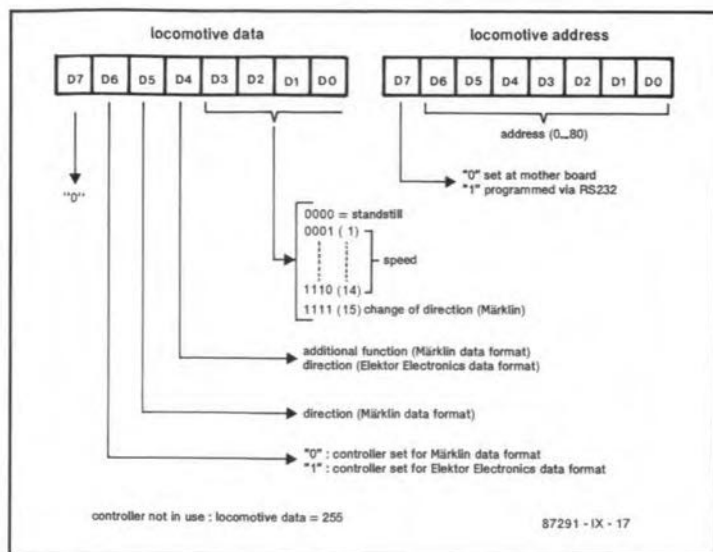 locomotive data
locomotive address
D7 D6 D5 D4 D3 D2 D1 D0
D7 D6 D5 D4 D3 D2 D1 D0
address (0...80)
"0"
"0" set at mother board
"1" programmed via RS232
0000 = standstill
0001 ( 1)
speed
1110 (14)
1111 (15) change of direction (Märklin)
additional function (Märklin data format)
direction (Elektor Electronics data format)
direction (Märklin data format)
"0" : controller set for Märklin data format
"1" : controller set for Elektor Electronics data format
controller not in use : locomotive data = 255
87291 - IX - 17